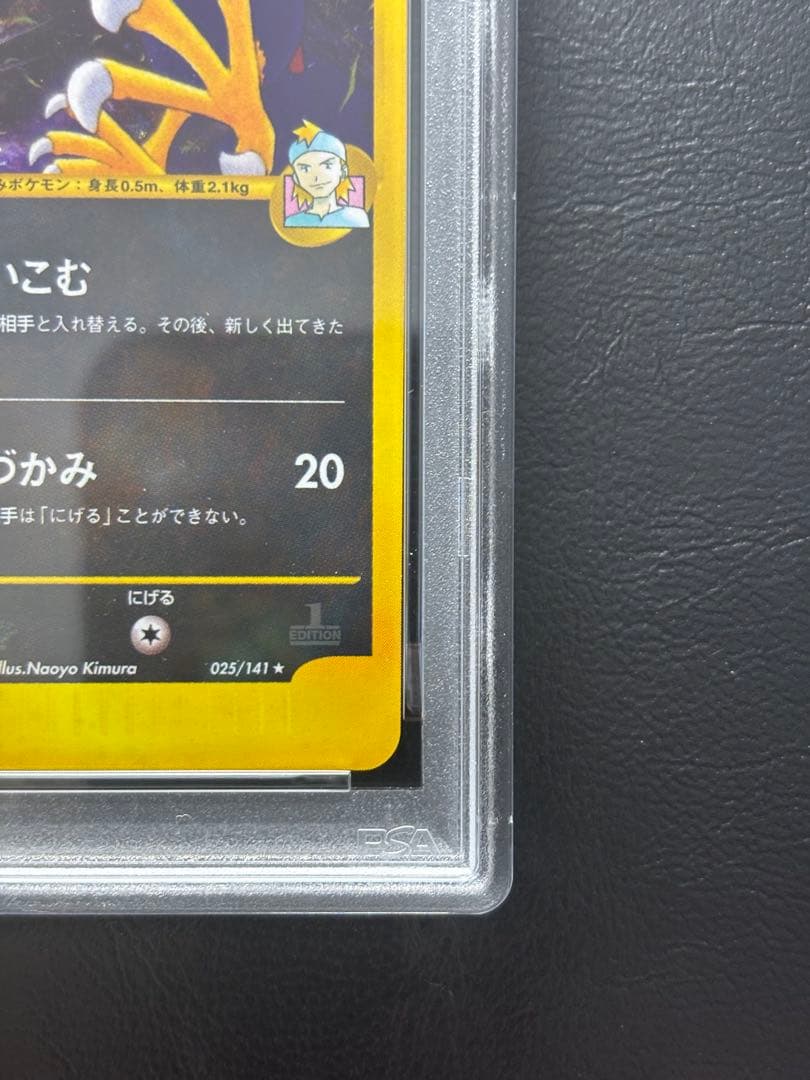 みポケモン：身長0.5m、体重2.1kg
いこむ
相手と入れ替える。その後、新しく出てきた
づかみ 20
手は「にげる」ことができない。
にげる
1
EDITION
Illus.Naoyo Kimura 025/141★
PSA